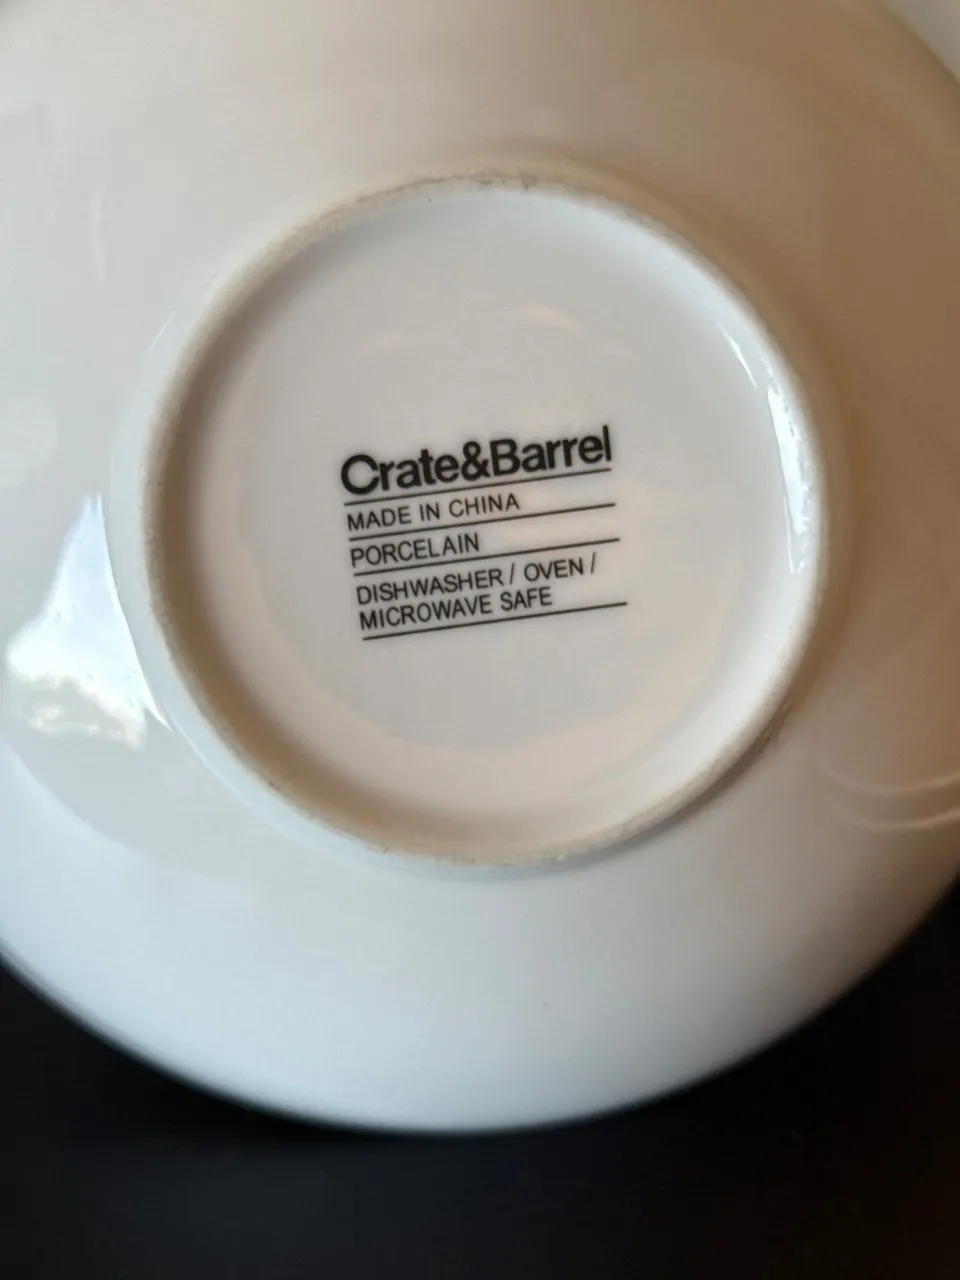 Crate&Barrel
MADE IN CHINA
PORCELAIN
DISHWASHER / OVEN /
MICROWAVE SAFE